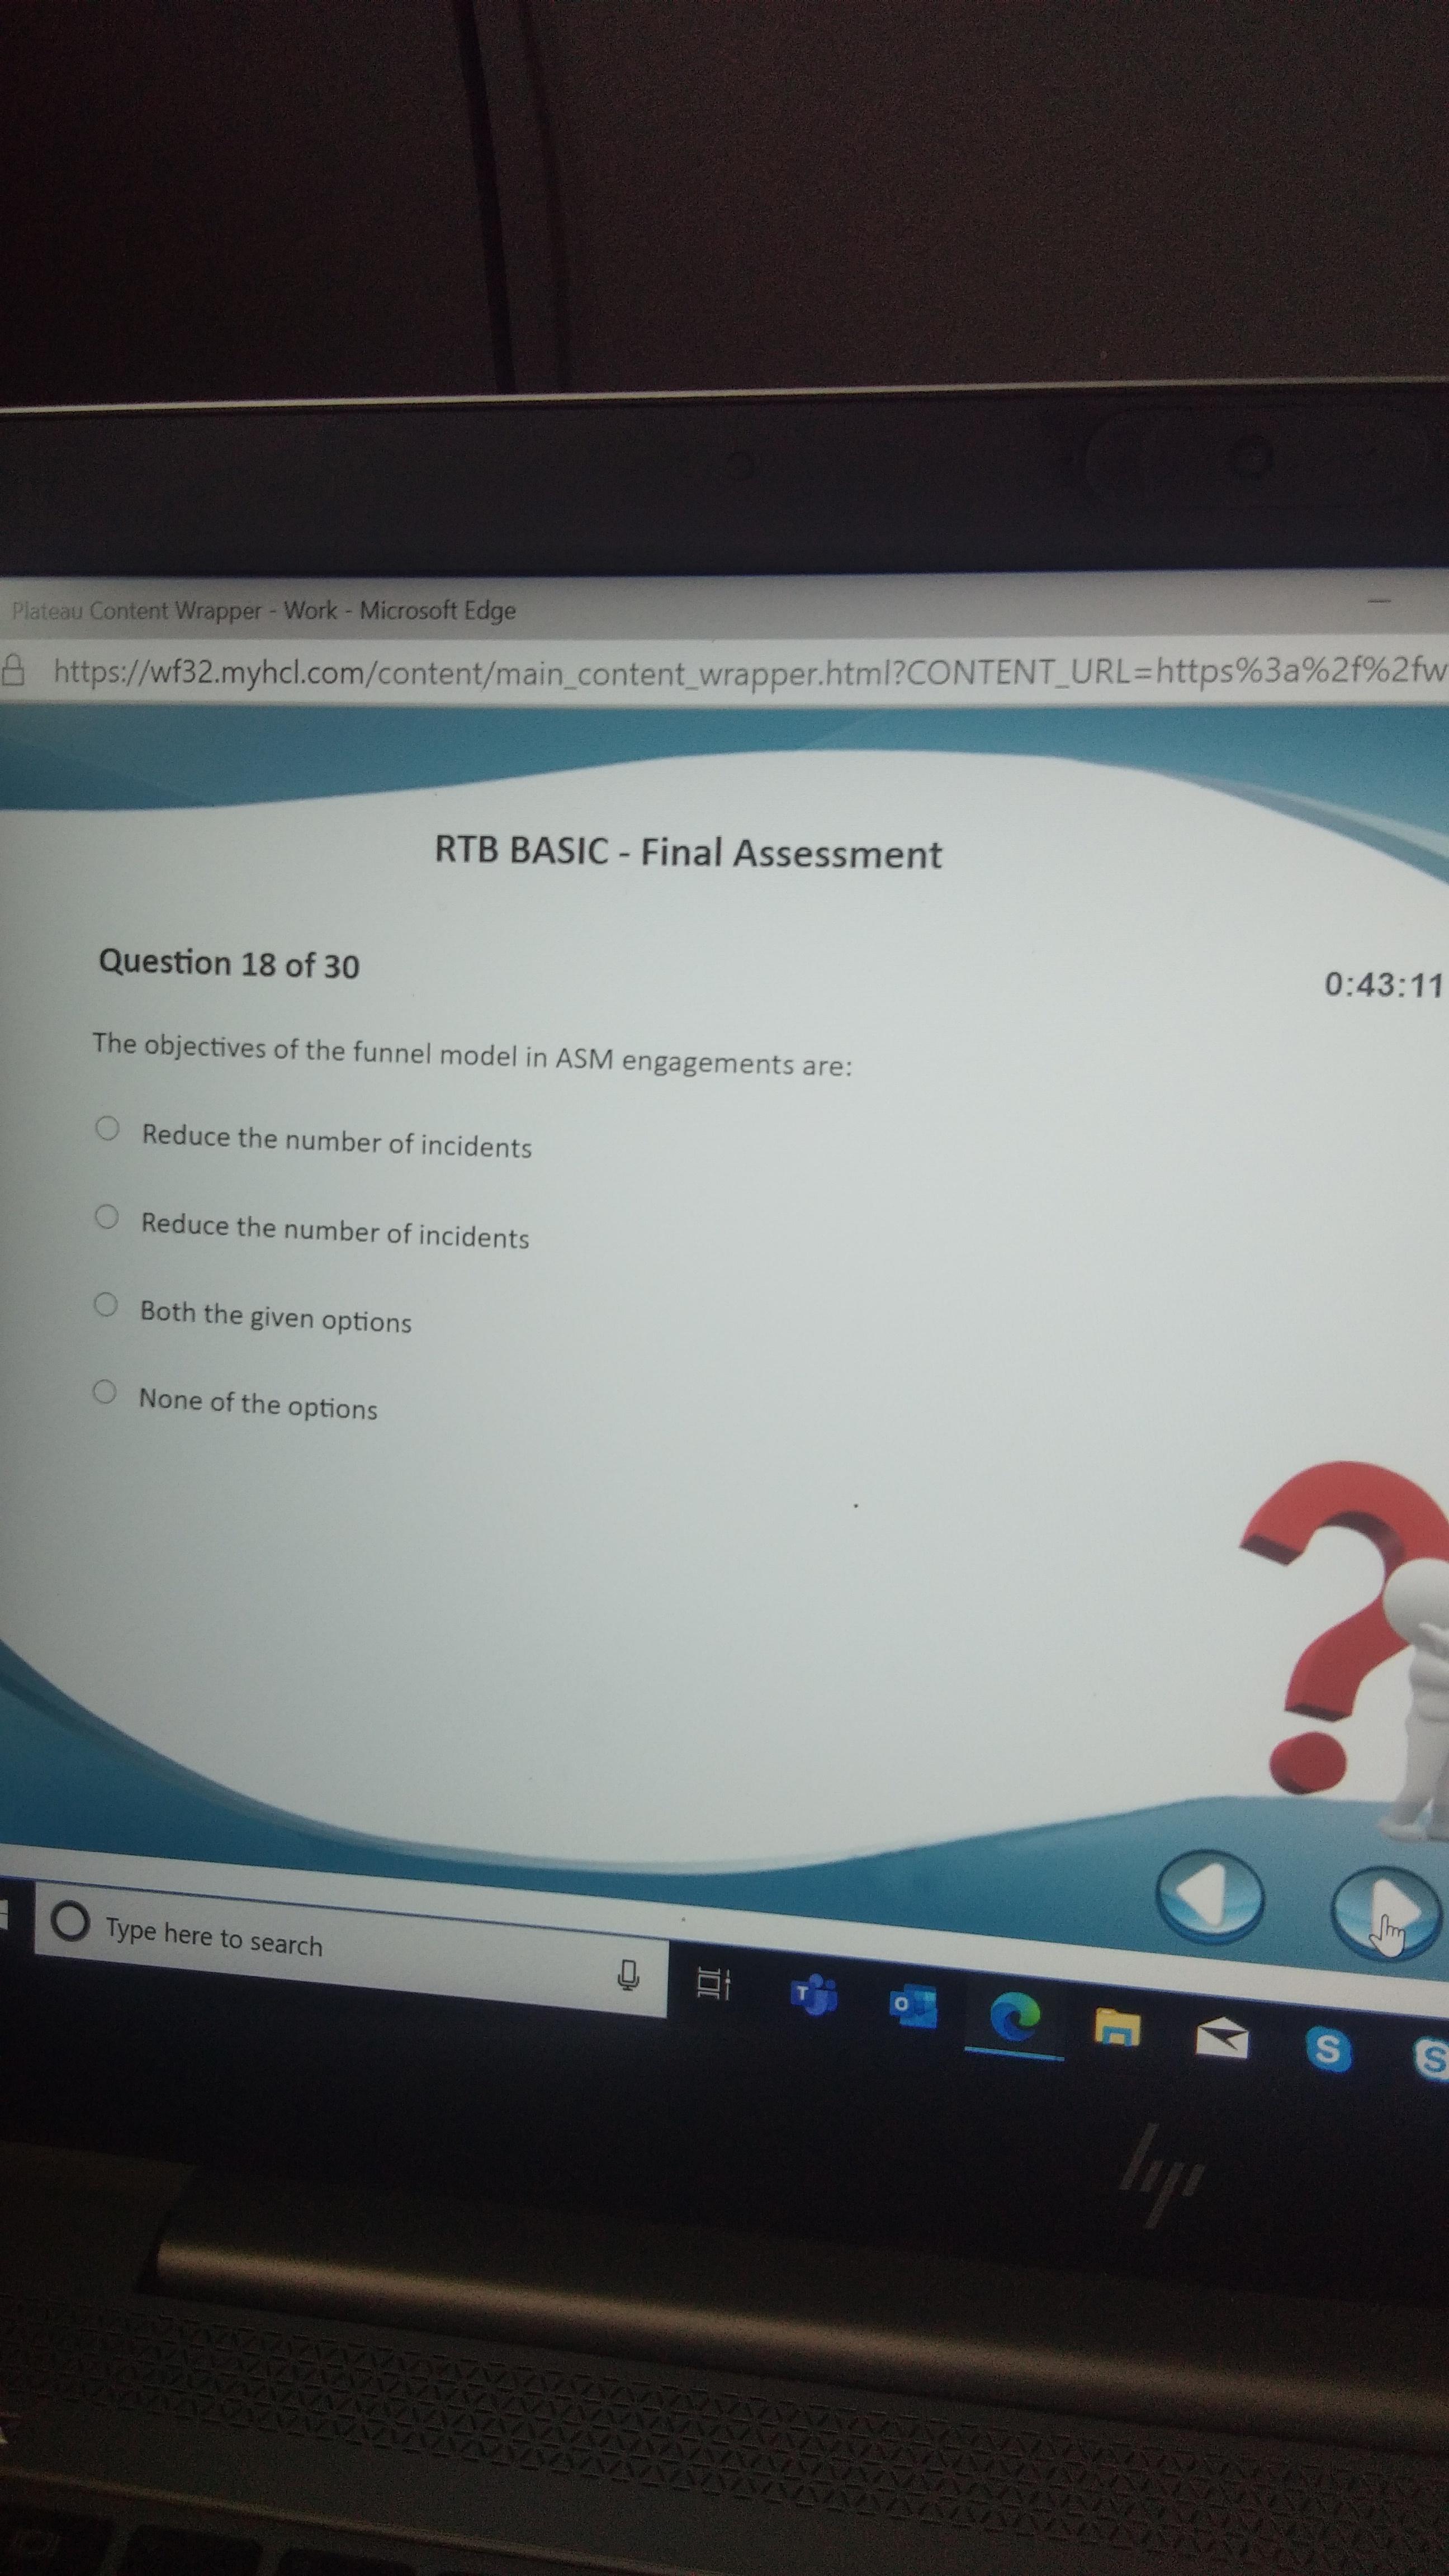 Plateau Content Wrapper - Work - Microsoft Edge
https://wf32.myhcl.com/content/main_content_wrapper.html?CONTENT_URL=https%3a%2f%2fw
RTB BASIC - Final Assessment
Question 18 of 30
0:43:11
The objectives of the funnel model in ASM engagements are:
Reduce the number of incidents
Reduce the number of incidents
Both the given options
None of the options
Type here to search
hp